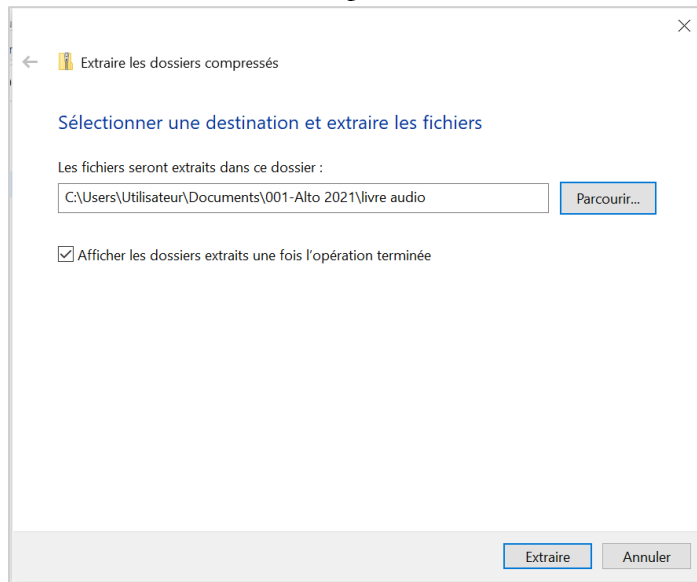 Extraire les dossiers compressés
Sélectionner une destination et extraire les fichiers
Les fichiers seront extraits dans ce dossier :
C:\Users\Utilisateur\Documents\001-Alto 2021\livre audio
Parcourir...
Afficher les dossiers extraits une fois l'opération terminée
Extraire
Annuler